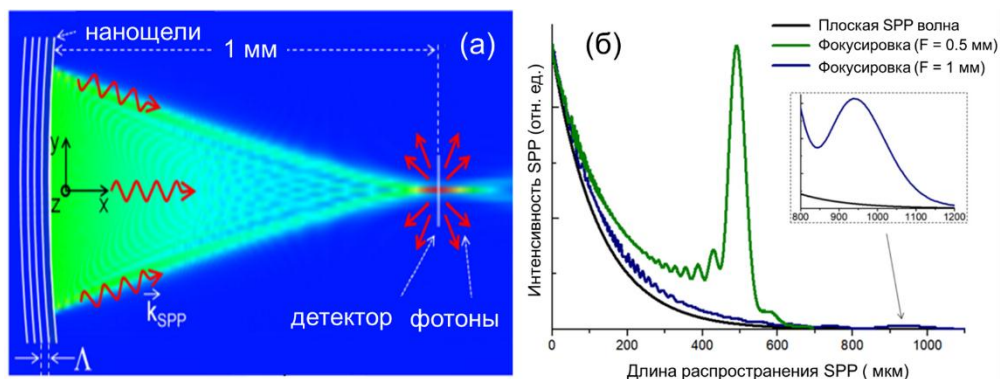 нанощели
1 мм
(а)
y
z
x
k SPP
детектор фотоны
Λ
(б)
Плоская SPP волна
Фокусировка (F = 0.5 мм)
Фокусировка (F = 1 мм)
Интенсивность SPP (отн. ед.)
800 900 1000 1100 1200
0 200 400 600 800 1000
Длина распространения SPP ( мкм)